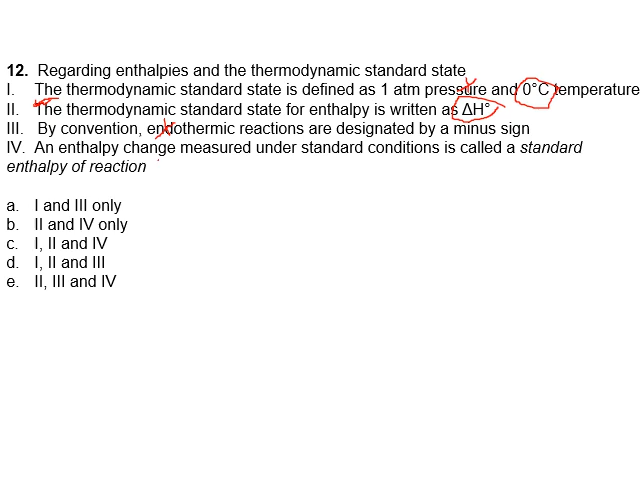 12. Regarding enthalpies and the thermodynamic standard state
I. The thermodynamic standard state is defined as 1 atm pressure and 0°C temperature
II. The thermodynamic standard state for enthalpy is written as ΔH°
III. By convention, endothermic reactions are designated by a minus sign
IV. An enthalpy change measured under standard conditions is called a standard
enthalpy of reaction
a. I and III only
b. II and IV only
c. I, II and IV
d. I, II and III
e. II, III and IV